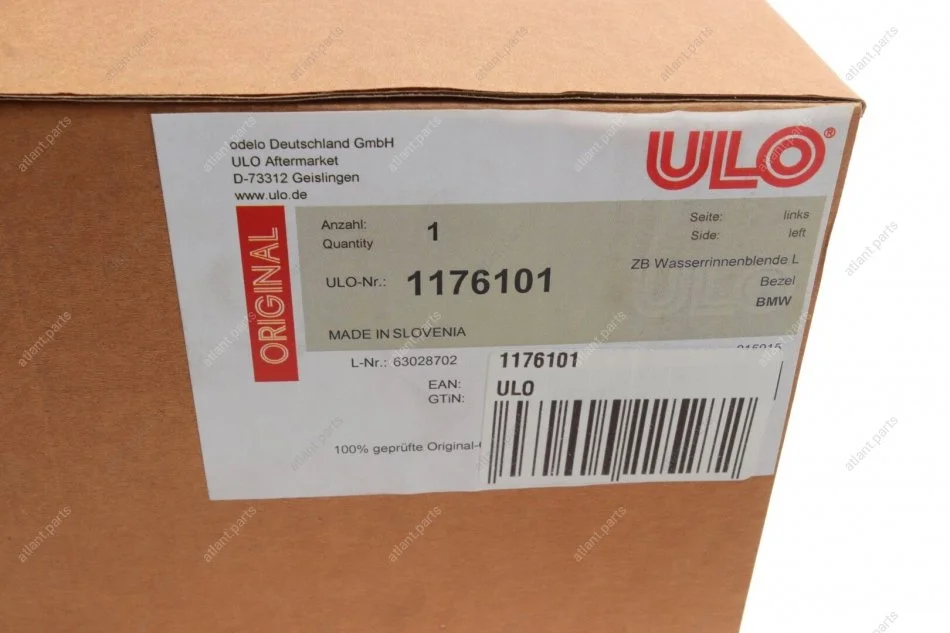 odelo Deutschland GmbH
ULO Aftermarket
D-73312 Geislingen
www.ulo.de
ULO®
ORIGINAL
Anzahl: 1
Quantity
Seite: links
Side: left
ULO-Nr.: 1176101
ZB Wasserrinnenblende L
Bezel
BMW
MADE IN SLOVENIA
L-Nr.: 63028702
EAN:
GTiN:
1176101
ULO
100% geprüfte Original-
atlant.parts